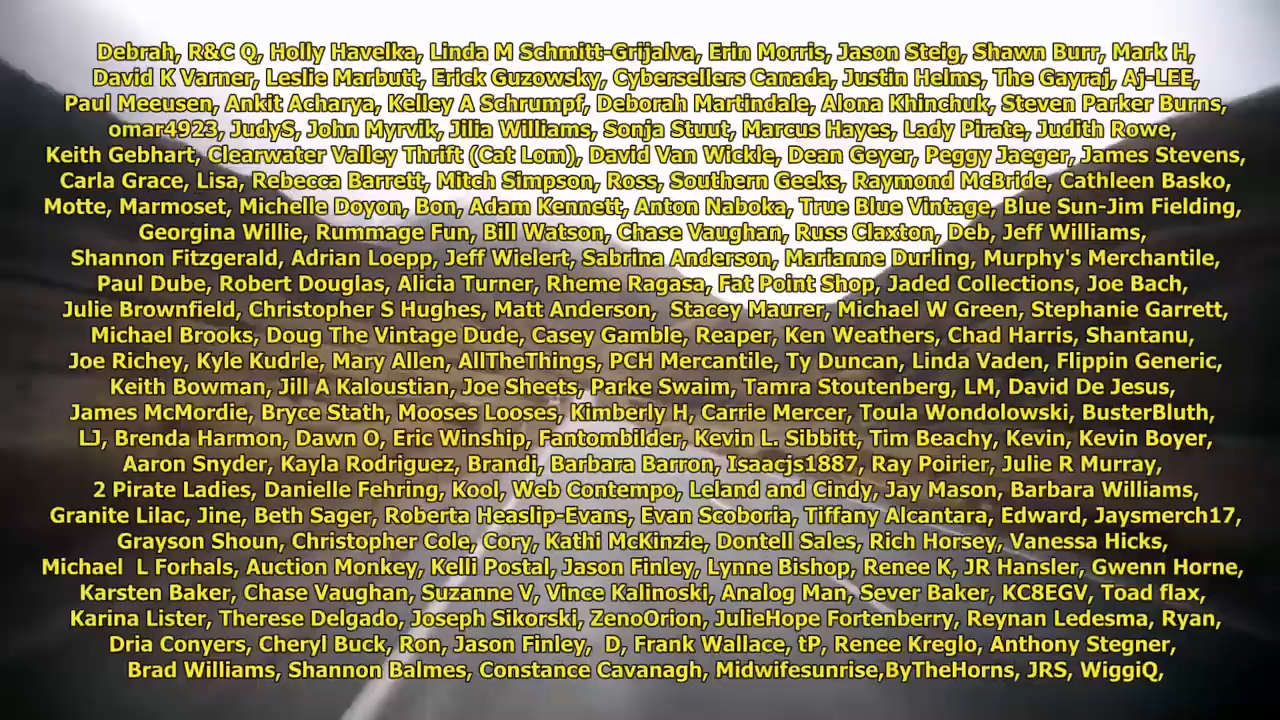 Debrah, R&C Q, Holly Havelka, Linda M Schmitt-Grijalva, Erin Morris, Jason Steig, Shawn Burr, Mark H,
David K Varner, Leslie Marbutt, Erick Guzowsky, Cybersellers Canada, Justin Helms, The Gayraj, Aj-LEE,
Paul Meeusen, Ankit Acharya, Kelley A Schrumpf, Deborah Martindale, Alona Khinchuk, Steven Parker Burns,
omar4923, JudyS, John Myrvik, Jilia Williams, Sonja Stuut, Marcus Hayes, Lady Pirate, Judith Rowe,
Keith Gebhart, Clearwater Valley Thrift (Cat Lom), David Van Wickle, Dean Geyer, Peggy Jaeger, James Stevens,
Carla Grace, Lisa, Rebecca Barrett, Mitch Simpson, Ross, Southern Geeks, Raymond McBride, Cathleen Basko,
Motte, Marmoset, Michelle Doyon, Bon, Adam Kennett, Anton Naboka, True Blue Vintage, Blue Sun-Jim Fielding,
Georgina Willie, Rummage Fun, Bill Watson, Chase Vaughan, Russ Claxton, Deb, Jeff Williams,
Shannon Fitzgerald, Adrian Loepp, Jeff Wielert, Sabrina Anderson, Marianne Durling, Murphy's Merchantile,
Paul Dube, Robert Douglas, Alicia Turner, Rheme Ragasa, Fat Point Shop, Jaded Collections, Joe Bach,
Julie Brownfield, Christopher S Hughes, Matt Anderson,  Stacey Maurer, Michael W Green, Stephanie Garrett,
Michael Brooks, Doug The Vintage Dude, Casey Gamble, Reaper, Ken Weathers, Chad Harris, Shantanu,
Joe Richey, Kyle Kudrle, Mary Allen, AllTheThings, PCH Mercantile, Ty Duncan, Linda Vaden, Flippin Generic,
Keith Bowman, Jill A Kaloustian, Joe Sheets, Parke Swaim, Tamra Stoutenberg, LM, David De Jesus,
James McMordie, Bryce Stath, Mooses Looses, Kimberly H, Carrie Mercer, Toula Wondolowski, BusterBluth,
LJ, Brenda Harmon, Dawn O, Eric Winship, Fantombilder, Kevin L. Sibbitt, Tim Beachy, Kevin, Kevin Boyer,
Aaron Snyder, Kayla Rodriguez, Brandi, Barbara Barron, Isaacjs1887, Ray Poirier, Julie R Murray,
2 Pirate Ladies, Danielle Fehring, Kool, Web Contempo, Leland and Cindy, Jay Mason, Barbara Williams,
Granite Lilac, Jine, Beth Sager, Roberta Heaslip-Evans, Evan Scoboria, Tiffany Alcantara, Edward, Jaysmerch17,
Grayson Shoun, Christopher Cole, Cory, Kathi McKinzie, Dontell Sales, Rich Horsey, Vanessa Hicks,
Michael  L Forhals, Auction Monkey, Kelli Postal, Jason Finley, Lynne Bishop, Renee K, JR Hansler, Gwenn Horne,
Karsten Baker, Chase Vaughan, Suzanne V, Vince Kalinoski, Analog Man, Sever Baker, KC8EGV, Toad flax,
Karina Lister, Therese Delgado, Joseph Sikorski, ZenoOrion, JulieHope Fortenberry, Reynan Ledesma, Ryan,
Dria Conyers, Cheryl Buck, Ron, Jason Finley,  D, Frank Wallace, tP, Renee Kreglo, Anthony Stegner,
Brad Williams, Shannon Balmes, Constance Cavanagh, Midwifesunrise,ByTheHorns, JRS, WiggiQ,